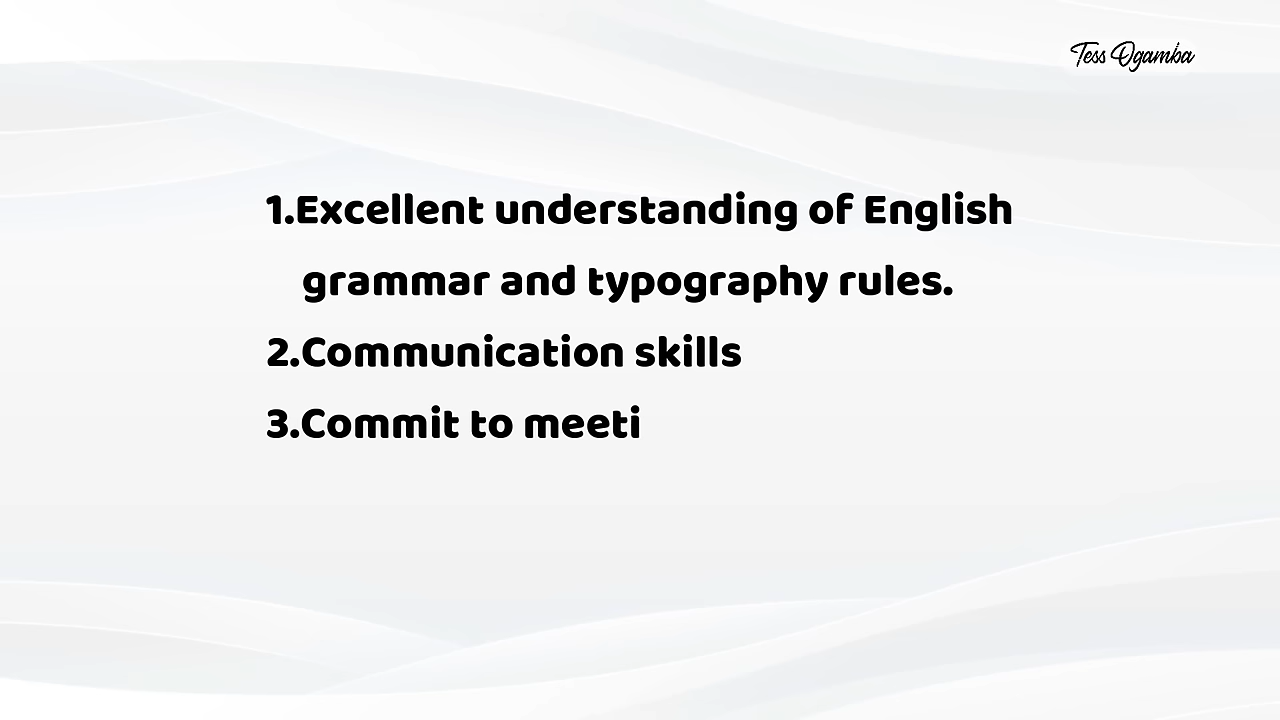 Tess Ogamba
1.Excellent understanding of English
grammar and typography rules.
2.Communication skills
3.Commit to meeti